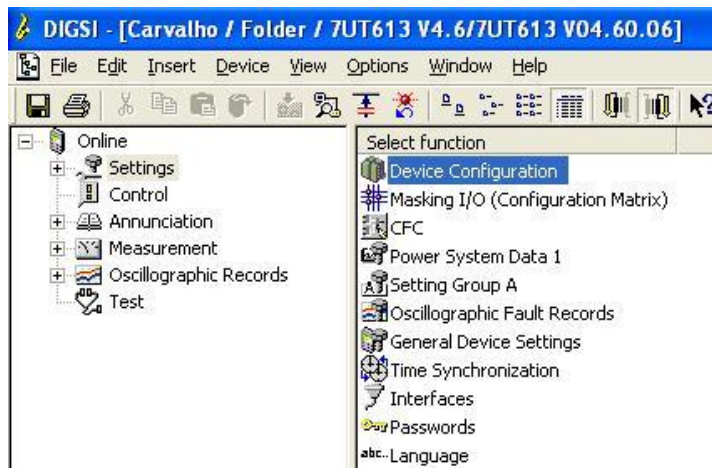 DIGSI - [Carvalho / Folder / 7UT613 V4.6/7UT613 V04.60.06]
File Edit Insert Device View Options Window Help
Online
Settings
Control
Annunciation
Measurement
Oscillographic Records
Test
Select function
Device Configuration
Masking I/O (Configuration Matrix)
CFC
Power System Data 1
Setting Group A
Oscillographic Fault Records
General Device Settings
Time Synchronization
Interfaces
Passwords
abc.. Language